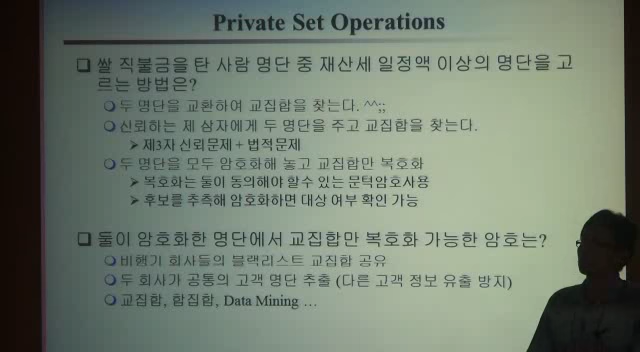 Private Set Operations
❑ 쌀 직불금을 탄 사람 명단 중 재산세 일정액 이상의 명단을 고
르는 방법은?
❍ 두 명단을 교환하여 교집합을 찾는다. ^^;;
❍ 신뢰하는 제 삼자에게 두 명단을 주고 교집합을 찾는다.
➢ 제3자 신뢰문제 + 법적문제
❍ 두 명단을 모두 암호화해 놓고 교집합만 복호화
➢ 복호화는 둘이 동의해야 할수 있는 문턱암호사용
➢ 후보를 추측해 암호화하면 대상 여부 확인 가능
❑ 둘이 암호화한 명단에서 교집합만 복호화 가능한 암호는?
❍ 비행기 회사들의 블랙리스트 교집합 공유
❍ 두 회사가 공통의 고객 명단 추출 (다른 고객 정보 유출 방지)
❍ 교집합, 합집합, Data Mining …